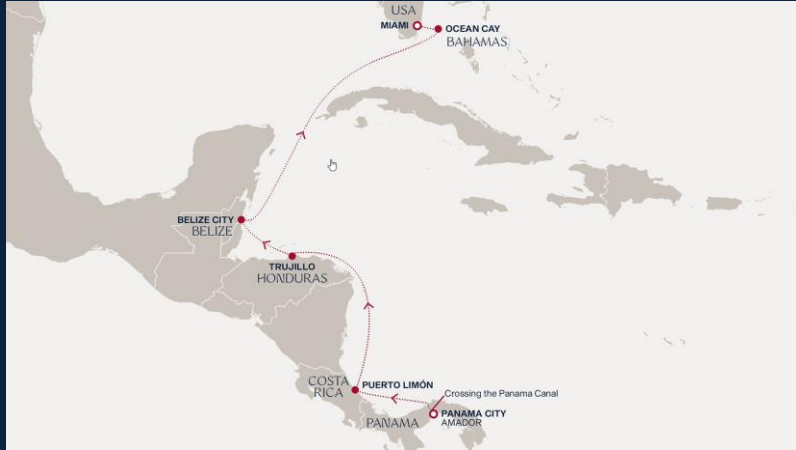 USA
MIAMI
OCEAN CAY
BAHAMAS
BELIZE CITY
BELIZE
TRUJILLO
HONDURAS
COSTA
RICA
PUERTO LIMÓN
Crossing the Panama Canal
PANAMA CITY
AMADOR
PANAMA